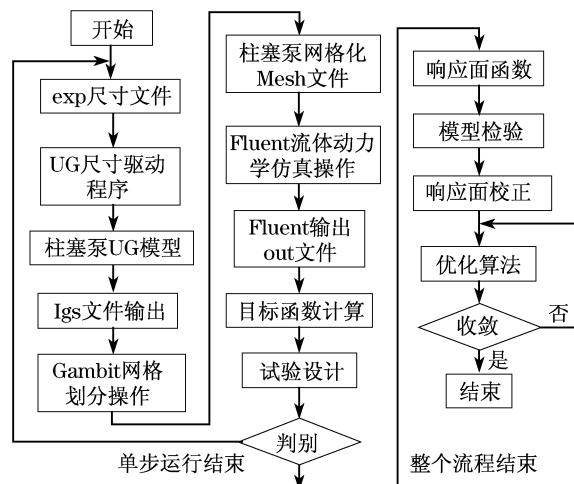 开始
exp尺寸文件
UG尺寸驱动
程序
柱塞泵UG模型
Igs文件输出
Gambit网格
划分操作
柱塞泵网格化
Mesh文件
Fluent流体动力
学仿真操作
Fluent输出
out文件
目标函数计算
试验设计
判别
单步运行结束
响应面函数
模型检验
响应面校正
优化算法
收敛
否
是
结束
整个流程结束